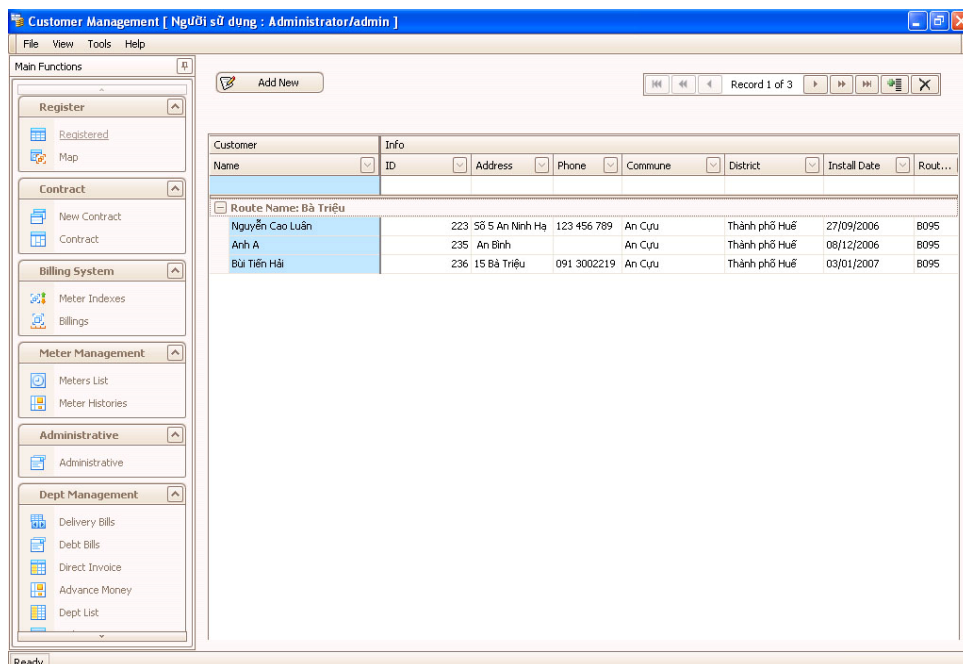 Customer Management [ Người sử dụng : Administrator/admin ]
File View Tools Help
Main Functions
Register
Registered
Map
Contract
New Contract
Contract
Billing System
Meter Indexes
Billings
Meter Management
Meters List
Meter Histories
Administrative
Administrative
Dept Management
Delivery Bills
Debt Bills
Direct Invoice
Advance Money
Dept List
Add New
Record 1 of 3
Customer Info
Name ID Address Phone Commune District Install Date Rout...
Route Name: Bà Triệu
Nguyễn Cao Luân 223 Số 5 An Ninh Hạ 123 456 789 An Cựu Thành phố Huế 27/09/2006 B095
Anh A 235 An Bình An Cựu Thành phố Huế 08/12/2006 B095
Bùi Tiến Hải 236 15 Bà Triệu 091 3002219 An Cựu Thành phố Huế 03/01/2007 B095
Ready